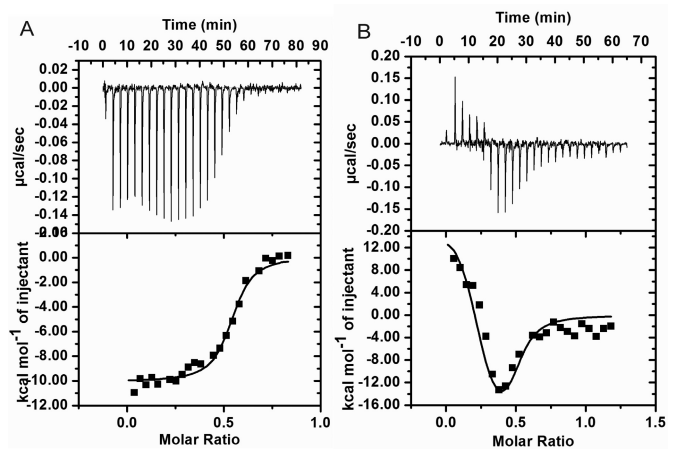 A
Time (min)
-10 0 10 20 30 40 50 60 70 80 90
0.02
0.00
-0.02
-0.04
-0.06
-0.08
-0.10
-0.12
-0.14
µcal/sec
0.00
-2.00
-4.00
-6.00
-8.00
-10.00
-12.00
kcal mol-1 of injectant
0.0 0.5 1.0
Molar Ratio
B
Time (min)
-10 0 10 20 30 40 50 60 70
0.20
0.15
0.10
0.05
0.00
-0.05
-0.10
-0.15
-0.20
µcal/sec
12.00
8.00
4.00
0.00
-4.00
-8.00
-12.00
-16.00
kcal mol-1 of injectant
0.0 0.5 1.0 1.5
Molar Ratio